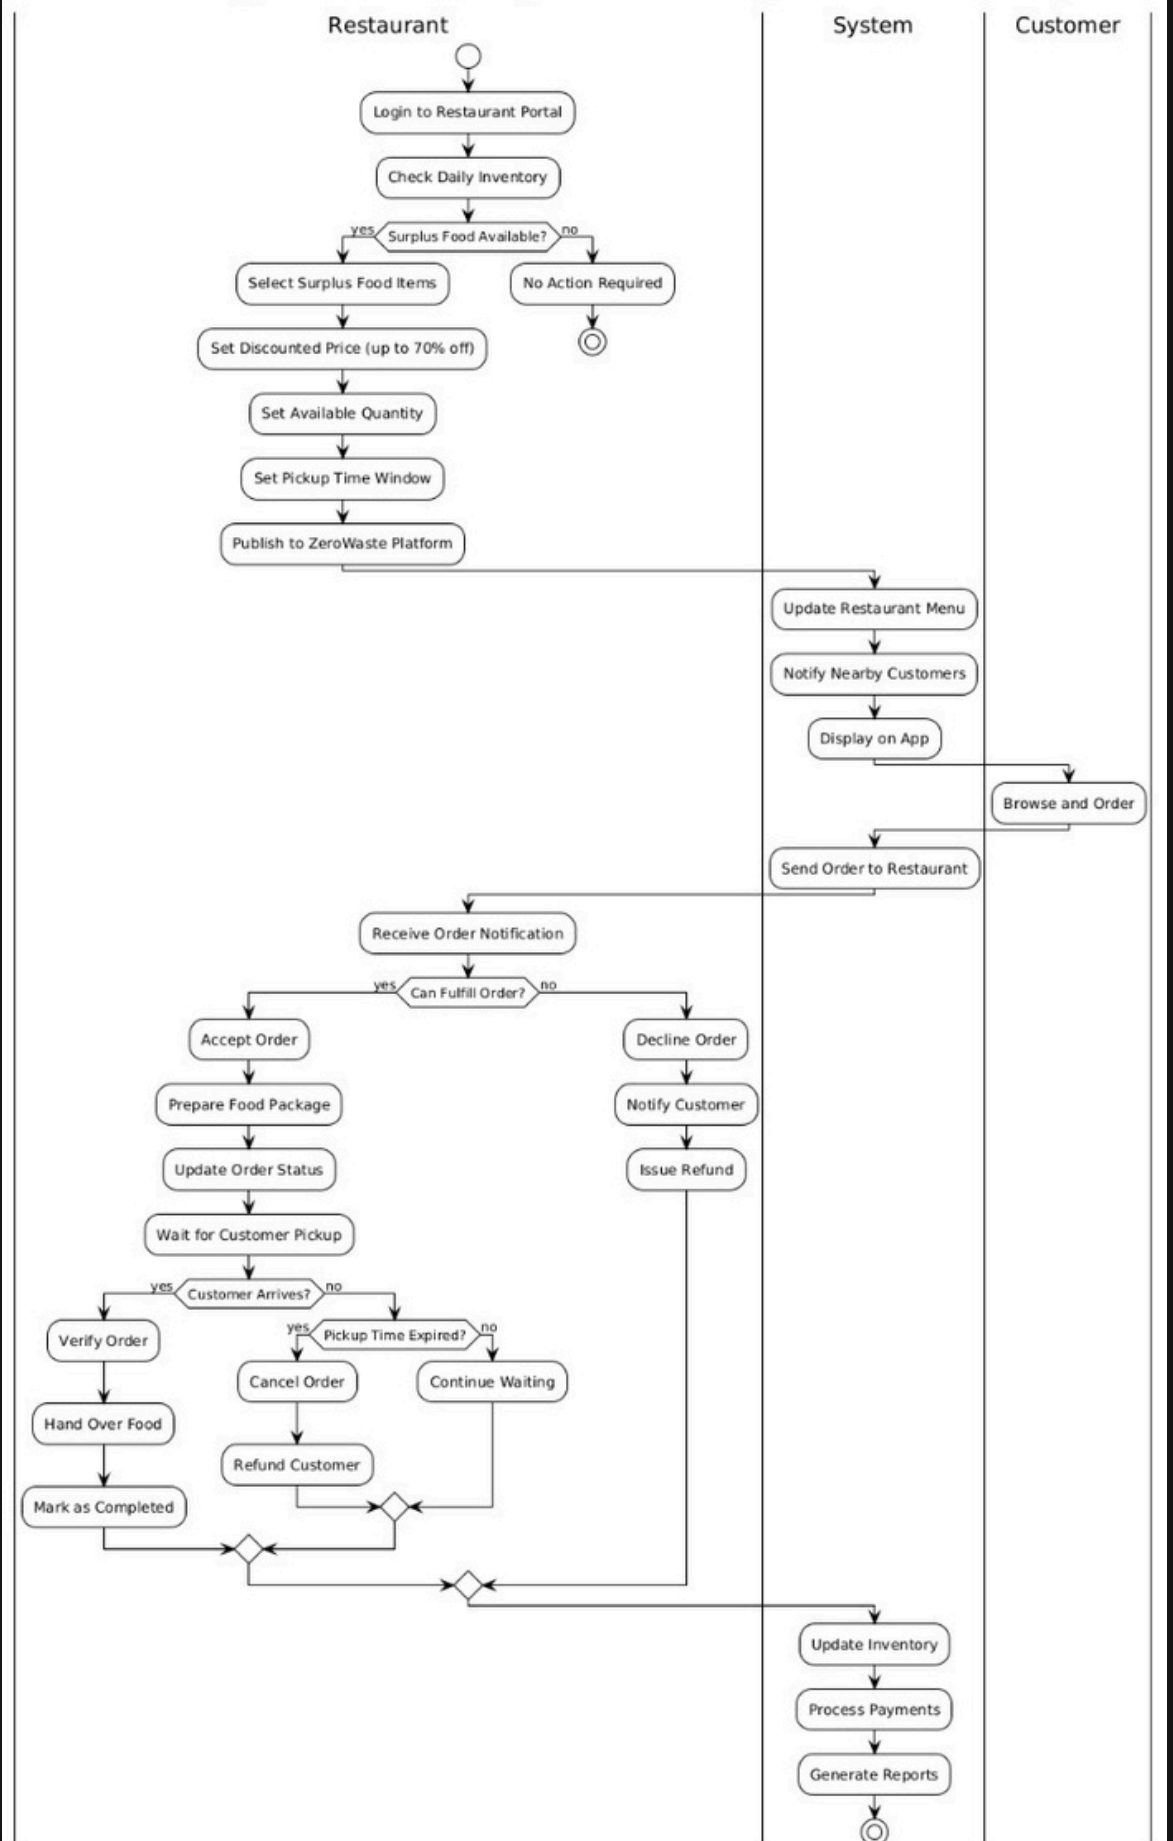 Restaurant
System
Customer
Login to Restaurant Portal
Check Daily Inventory
yes
Surplus Food Available?
no
Select Surplus Food Items
No Action Required
Set Discounted Price (up to 70% off)
Set Available Quantity
Set Pickup Time Window
Publish to ZeroWaste Platform
Update Restaurant Menu
Notify Nearby Customers
Display on App
Browse and Order
Send Order to Restaurant
Receive Order Notification
yes
Can Fulfill Order?
no
Accept Order
Decline Order
Prepare Food Package
Notify Customer
Update Order Status
Issue Refund
Wait for Customer Pickup
yes
Customer Arrives?
no
Verify Order
yes
Pickup Time Expired?
no
Cancel Order
Continue Waiting
Hand Over Food
Refund Customer
Mark as Completed
Update Inventory
Process Payments
Generate Reports